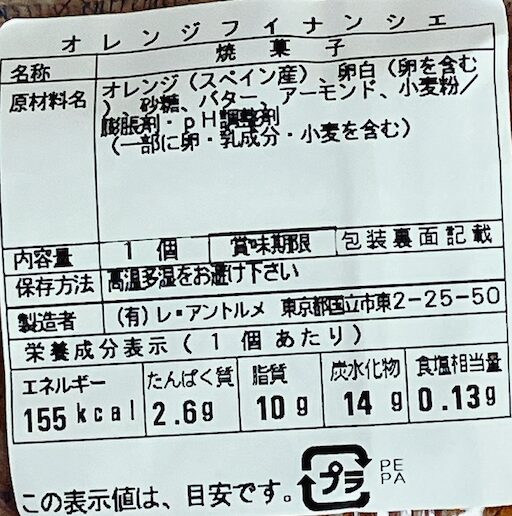 オレンジフイナンシェ
名称 焼菓子
原材料名 オレンジ(スペイン産)、卵白(卵を含む
)、砂糖、バター、アーモンド、小麦粉/
膨脹剤・pH調整剤
(一部に卵・乳成分・小麦を含む)
内容量 1個 賞味期限 包装裏面記載
保存方法 高温多湿をお避け下さい
製造者 (有)レ・アントルメ 東京都国立市東2-25-50
栄養成分表示(1個あたり)
エネルギー たんぱく質 脂質 炭水化物 食塩相当量
155kcal 2.6g 10g 14g 0.13g
プラ PE
PA
この表示値は、目安です。